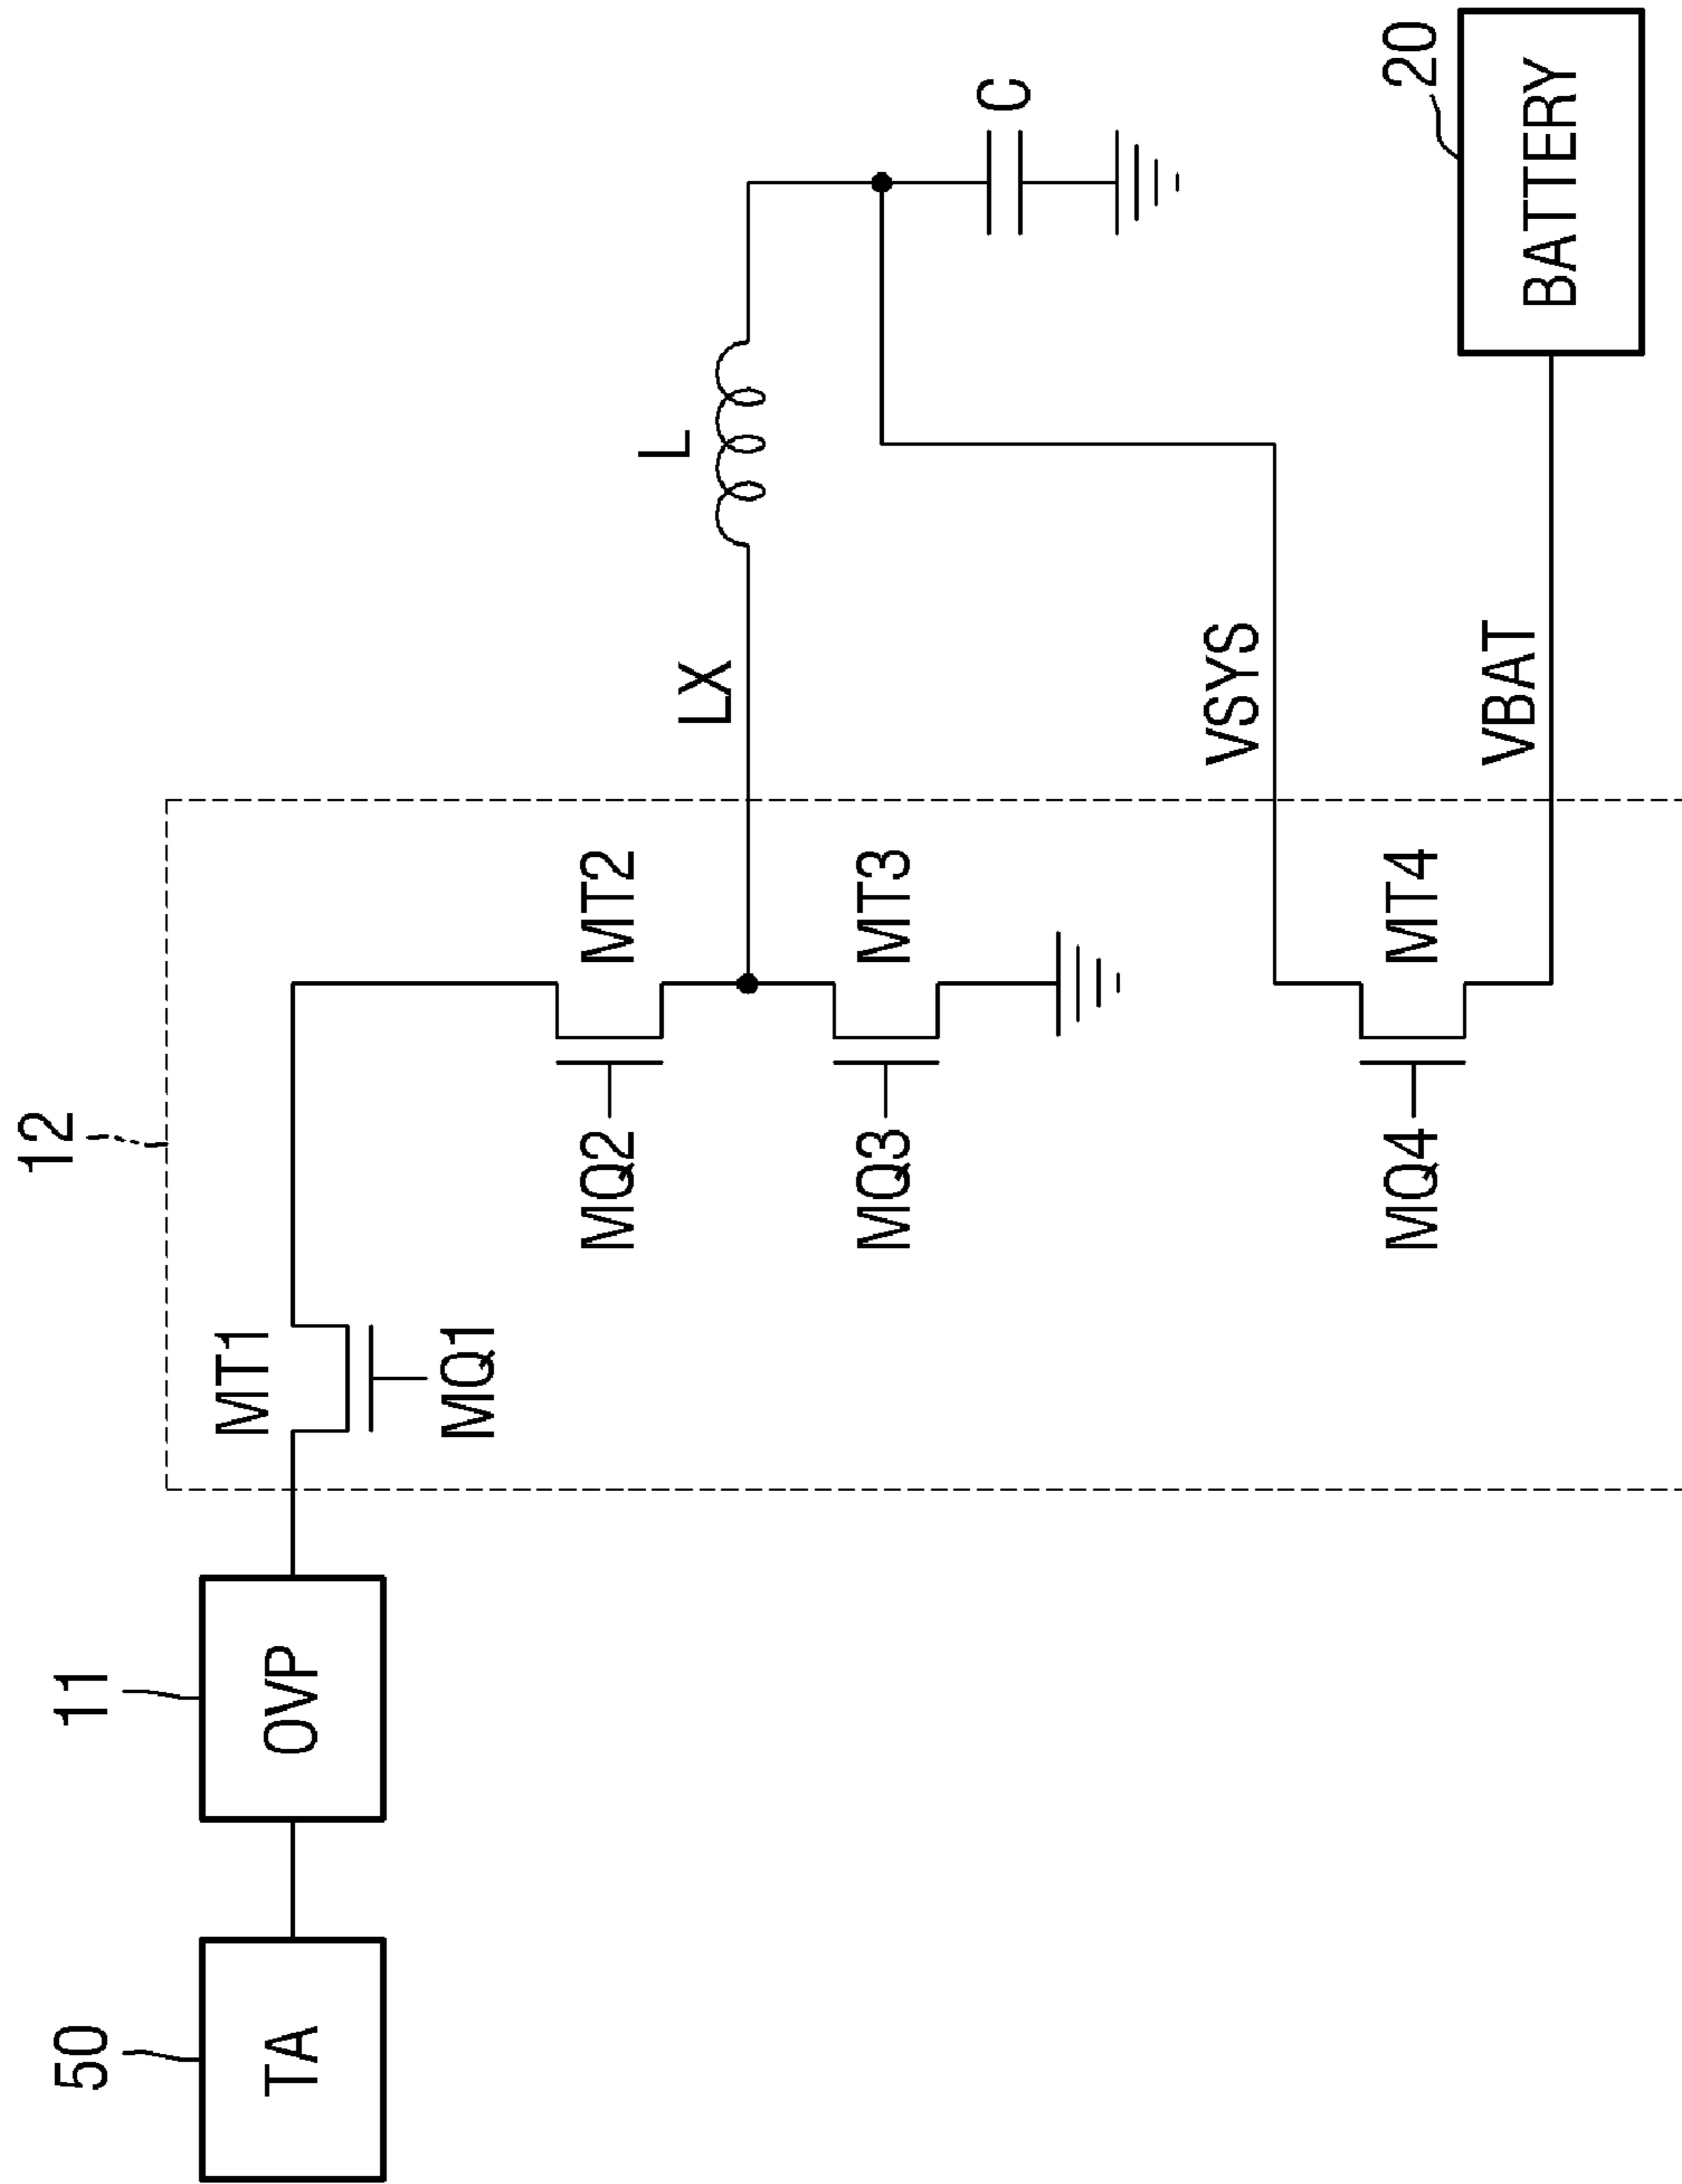 12
50
11
MT1
TA
OVP
MQ1
MQ2
MT2
L
LX
MQ3
MT3
C
VSYS
MQ4
MT4
20
VBAT
BATTERY